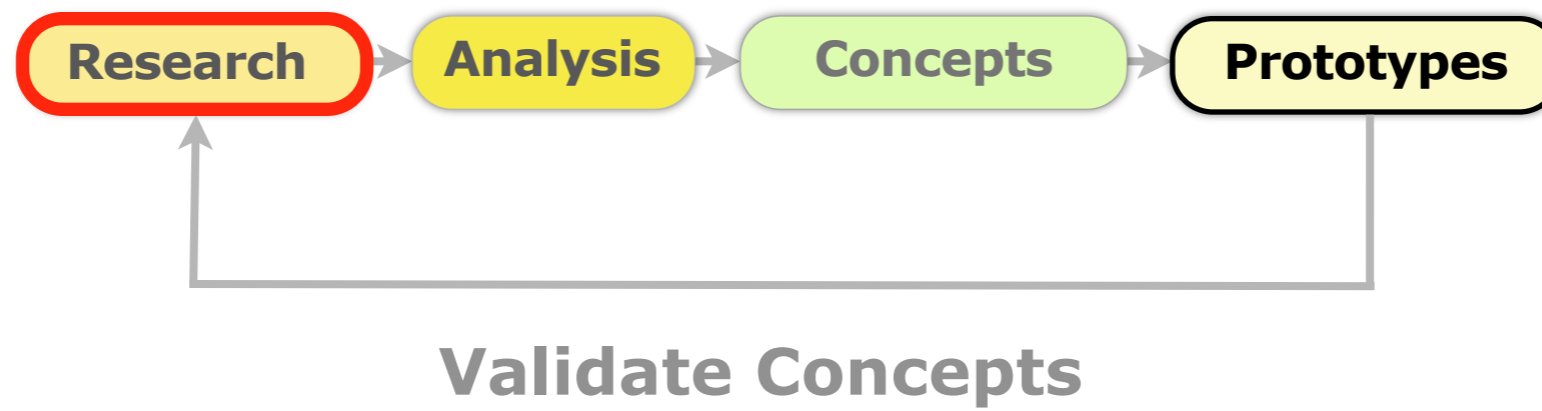 Research
Analysis
Concepts
Prototypes
Validate Concepts